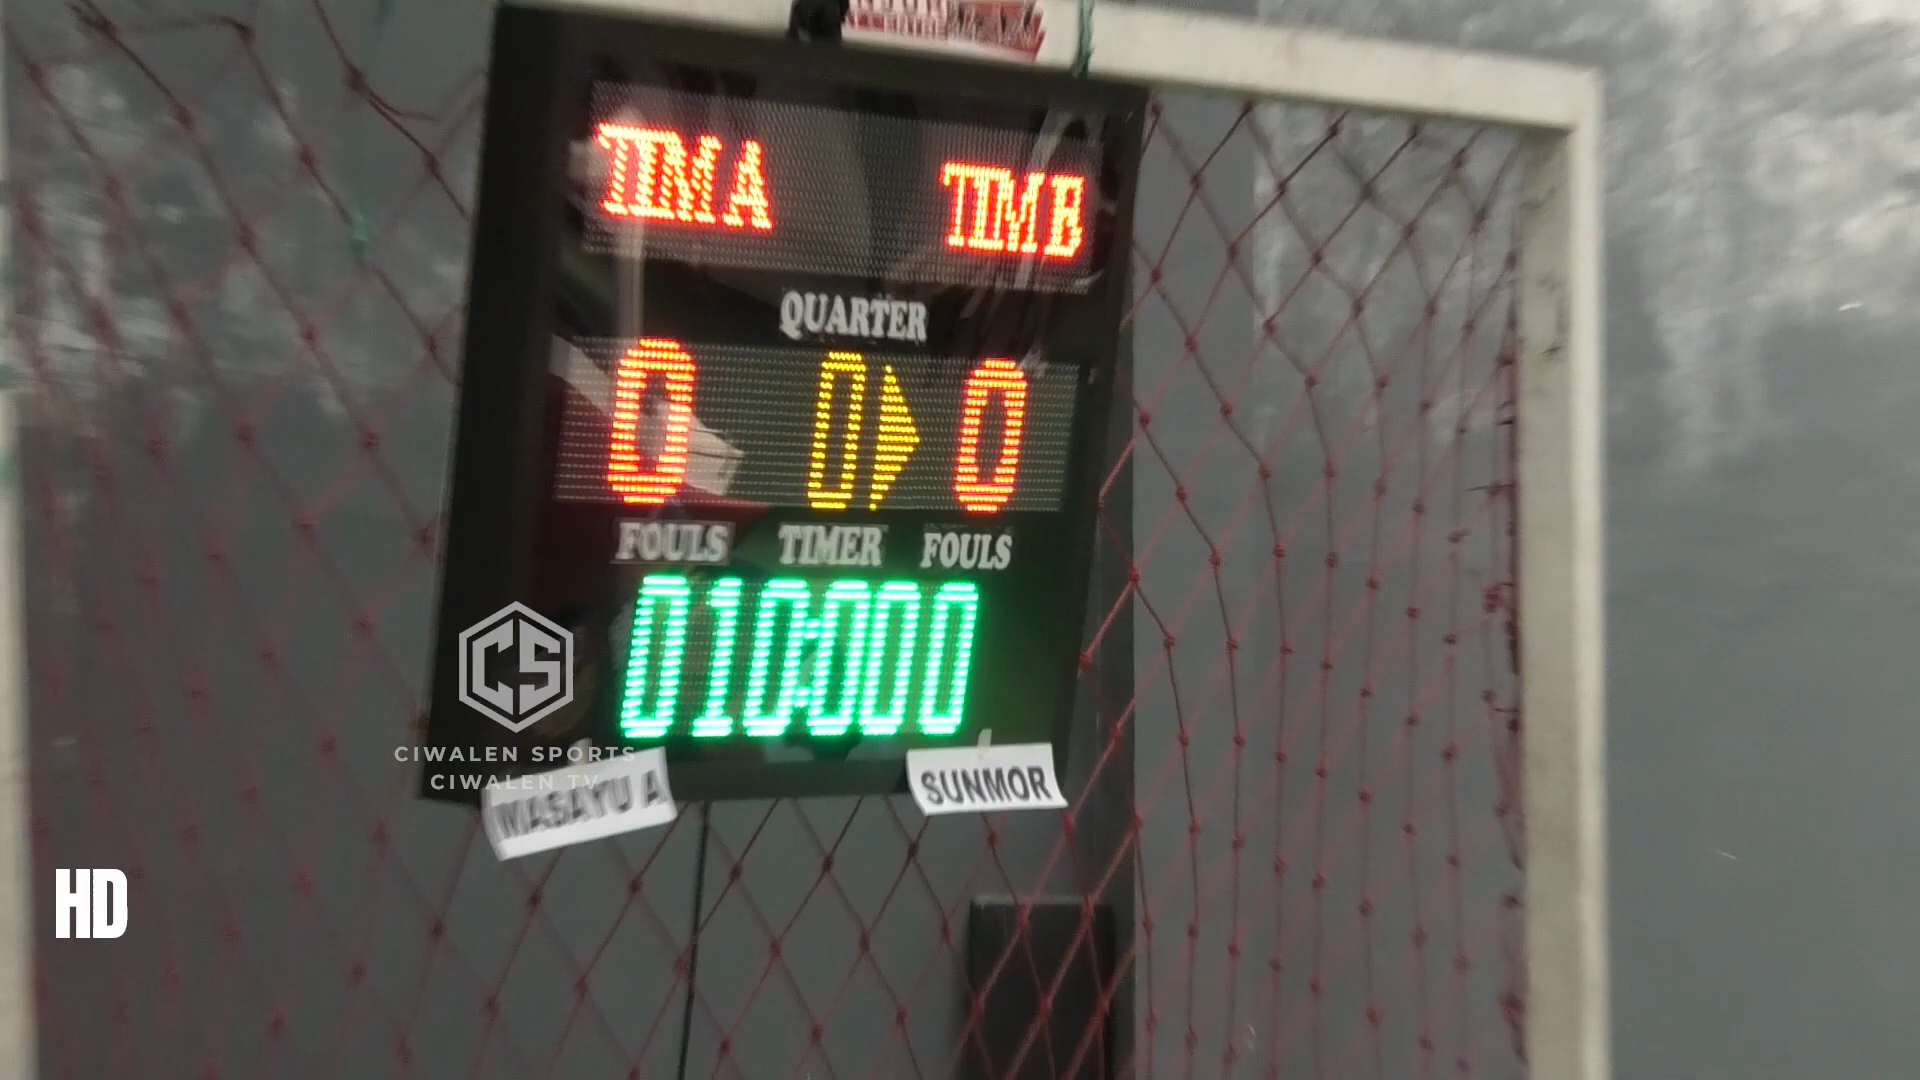 TIM A TIM B
QUARTER
0 0 0
FOULS TIMER FOULS
010:000
CS
CIWALEN SPORTS
CIWALEN TV
MASAYU A
SUNMOR
HD